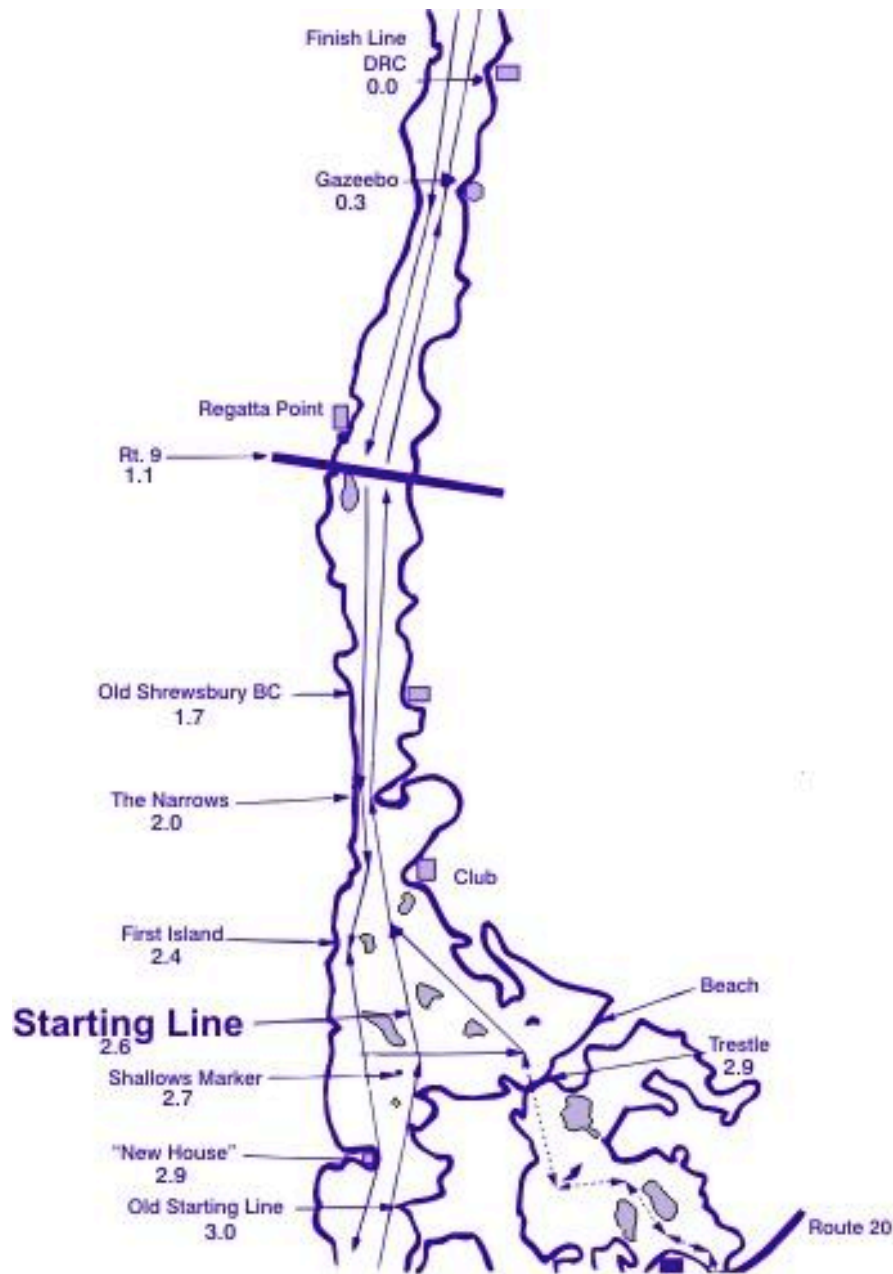 Finish Line
DRC
0.0
Gazeebo
0.3
Regatta Point
Rt. 9
1.1
Old Shrewsbury BC
1.7
The Narrows
2.0
Club
First Island
2.4
Beach
Starting Line
2.6
Trestle
2.9
Shallows Marker
2.7
"New House"
2.9
Old Starting Line
3.0
Route 20